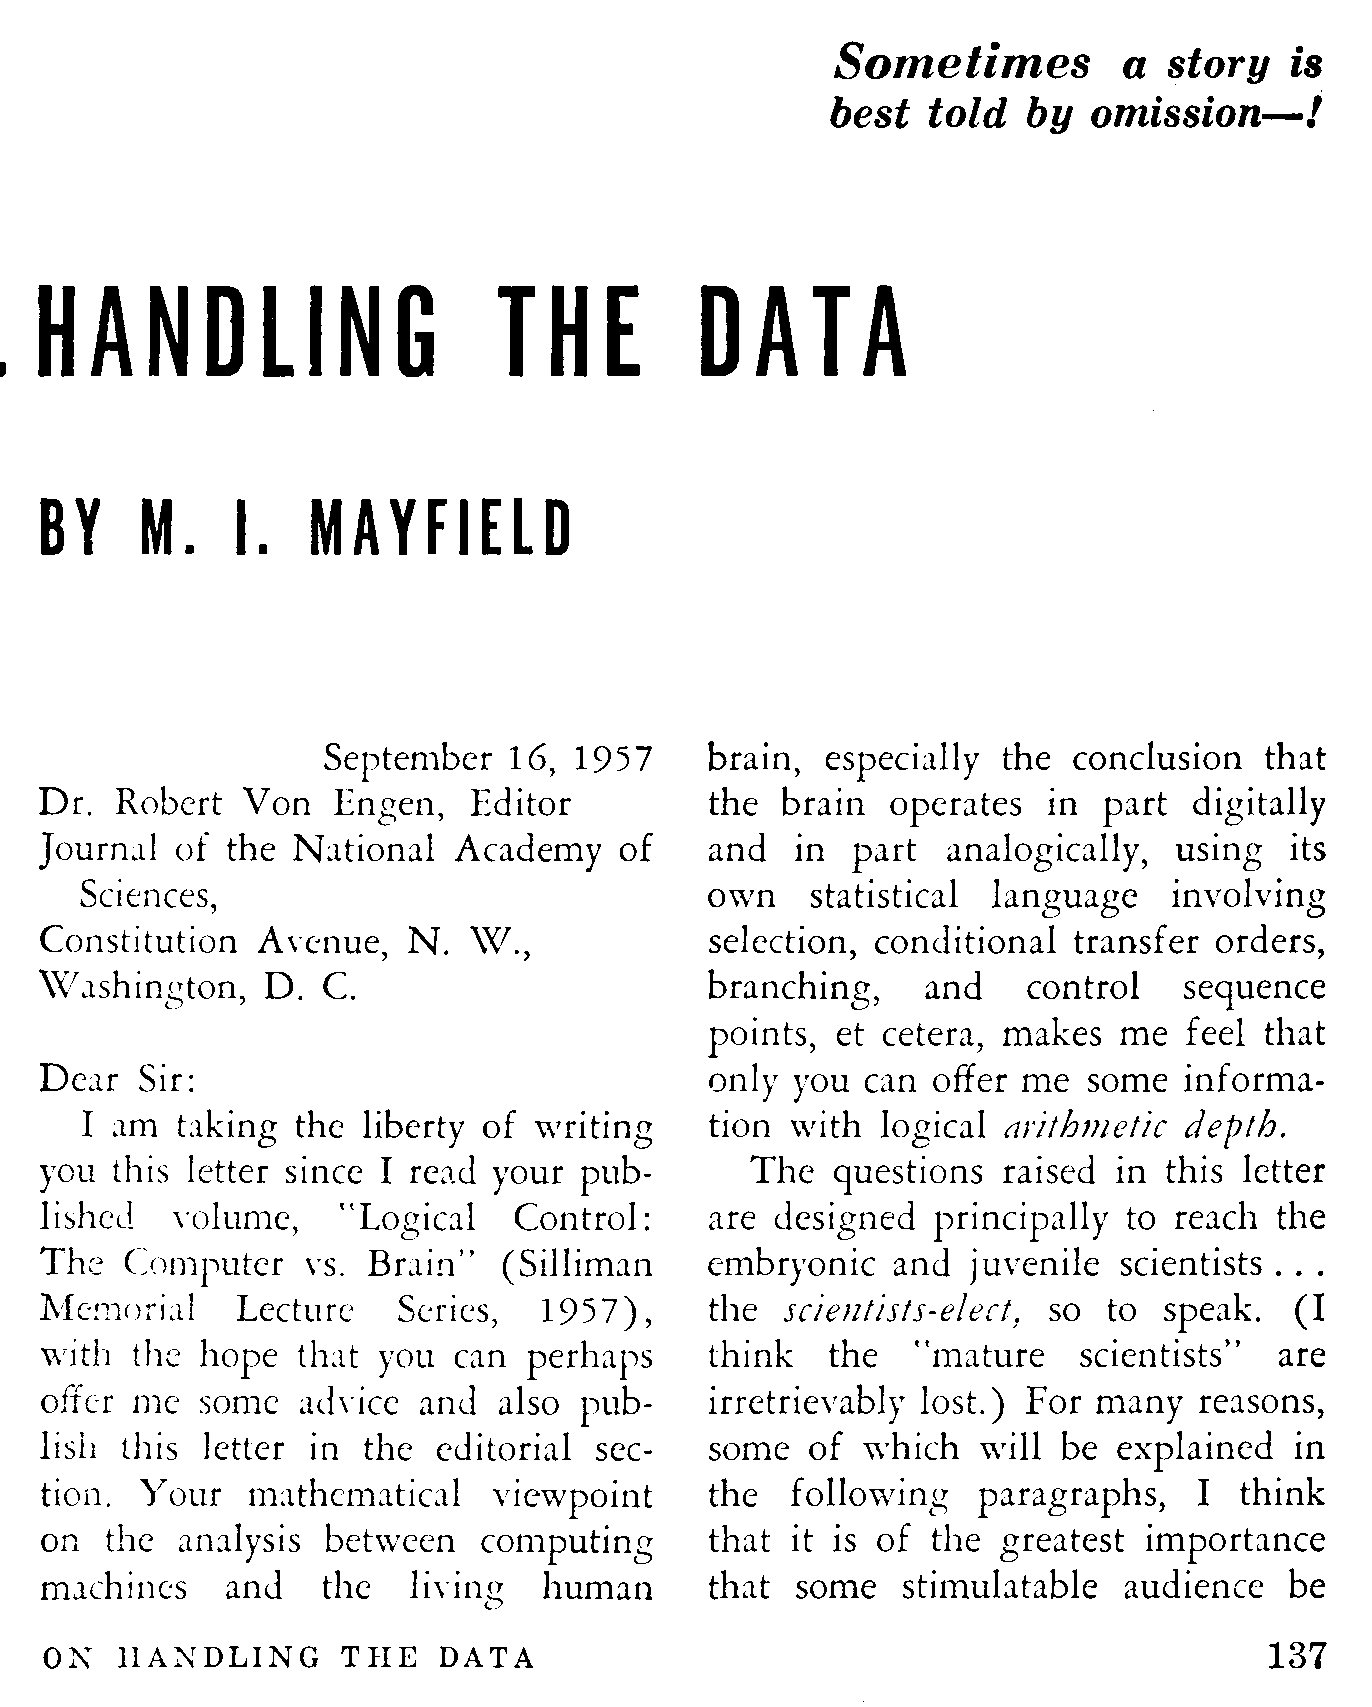 Sometimes a story is
best told by omission—!
HANDLING THE DATA
BY M. I. MAYFIELD
September 16, 1957
Dr. Robert Von Engen, Editor
Journal of the National Academy of
Sciences,
Constitution Avenue, N. W.,
Washington, D. C.
Dear Sir:
I am taking the liberty of writing
you this letter since I read your pub-
lished volume, "Logical Control:
The Computer vs. Brain" (Silliman
Memorial Lecture Series, 1957),
with the hope that you can perhaps
offer me some advice and also pub-
lish this letter in the editorial sec-
tion. Your mathematical viewpoint
on the analysis between computing
machines and the living human
brain, especially the conclusion that
the brain operates in part digitally
and in part analogically, using its
own statistical language involving
selection, conditional transfer orders,
branching, and control sequence
points, et cetera, makes me feel that
only you can offer me some informa-
tion with logical arithmetic depth.
The questions raised in this letter
are designed principally to reach the
embryonic and juvenile scientists . . .
the scientists-elect, so to speak. (I
think the "mature scientists" are
irretrievably lost.) For many reasons,
some of which will be explained in
the following paragraphs, I think
that it is of the greatest importance
that some stimulatable audience be
ON HANDLING THE DATA
137